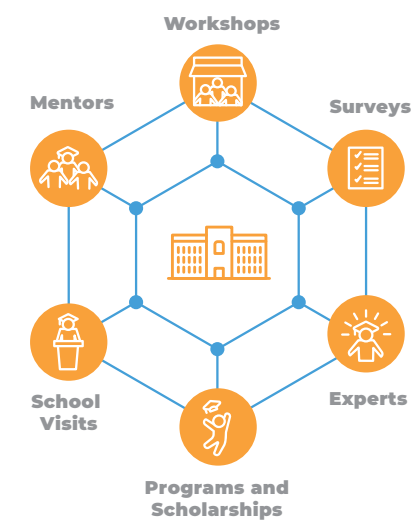 Workshops
Mentors
Surveys
School
Visits
Experts
Programs and
Scholarships